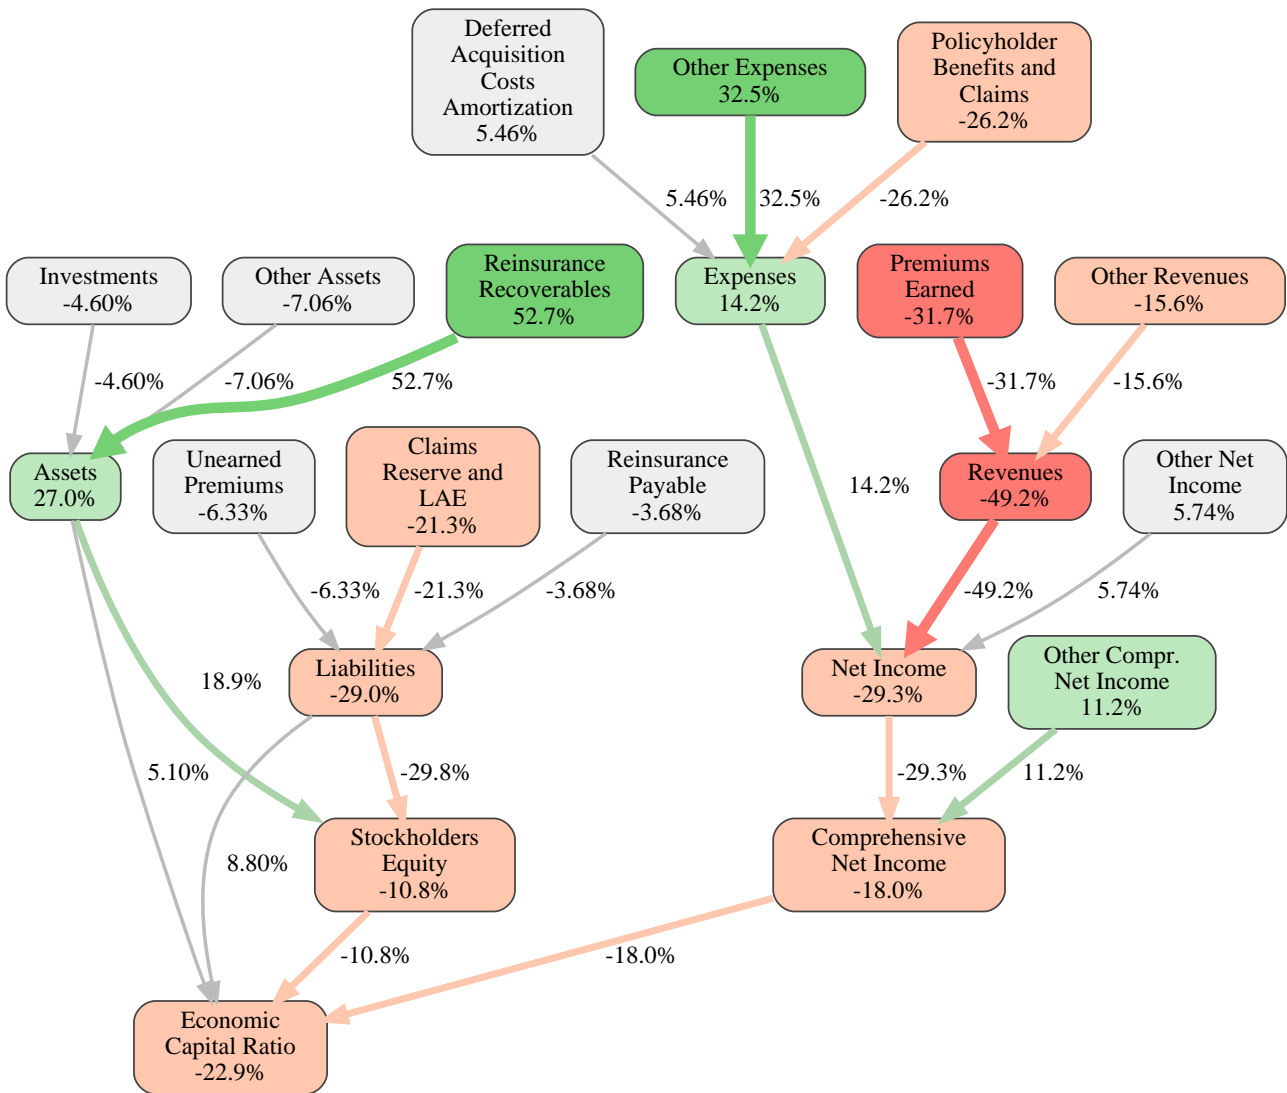 Deferred
Acquisition
Costs
Amortization
5.46%
Other Expenses
32.5%
Policyholder
Benefits and
Claims
-26.2%
5.46%
32.5%
-26.2%
Investments
-4.60%
Other Assets
-7.06%
Reinsurance
Recoverables
52.7%
Expenses
14.2%
Premiums
Earned
-31.7%
Other Revenues
-15.6%
-4.60%
-7.06%
52.7%
-31.7%
-15.6%
Assets
27.0%
Unearned
Premiums
-6.33%
Claims
Reserve and
LAE
-21.3%
Reinsurance
Payable
-3.68%
14.2%
Revenues
-49.2%
Other Net
Income
5.74%
-6.33%
-21.3%
-3.68%
-49.2%
5.74%
18.9%
Liabilities
-29.0%
Net Income
-29.3%
Other Compr.
Net Income
11.2%
5.10%
-29.8%
-29.3%
11.2%
8.80%
Stockholders
Equity
-10.8%
Comprehensive
Net Income
-18.0%
-10.8%
-18.0%
Economic
Capital Ratio
-22.9%